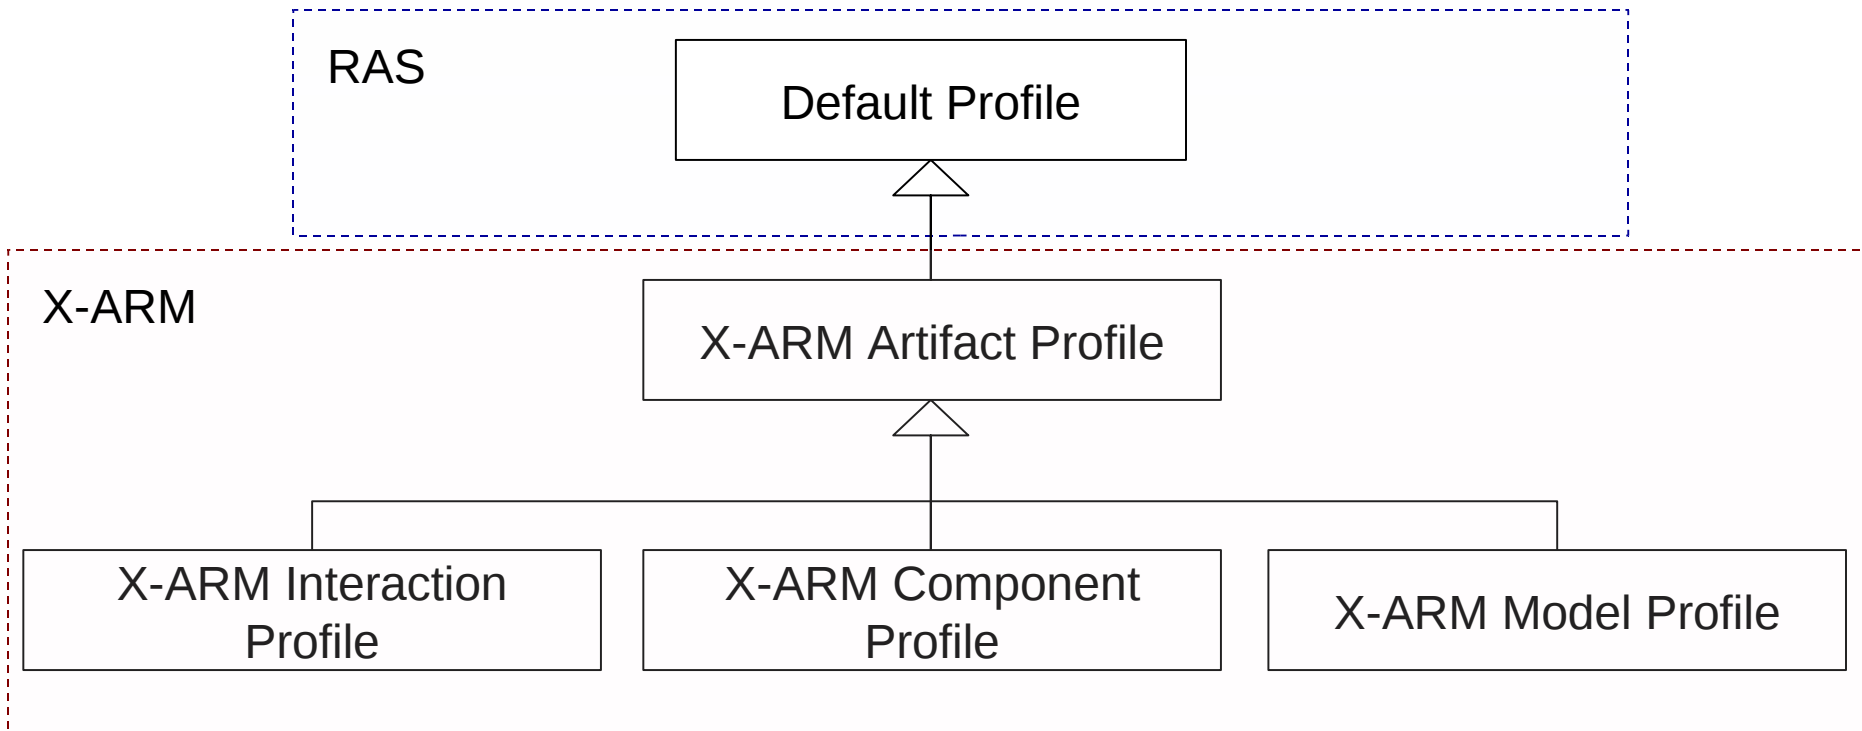 RAS
Default Profile
X-ARM
X-ARM Artifact Profile
X-ARM Interaction
Profile
X-ARM Component
Profile
X-ARM Model Profile